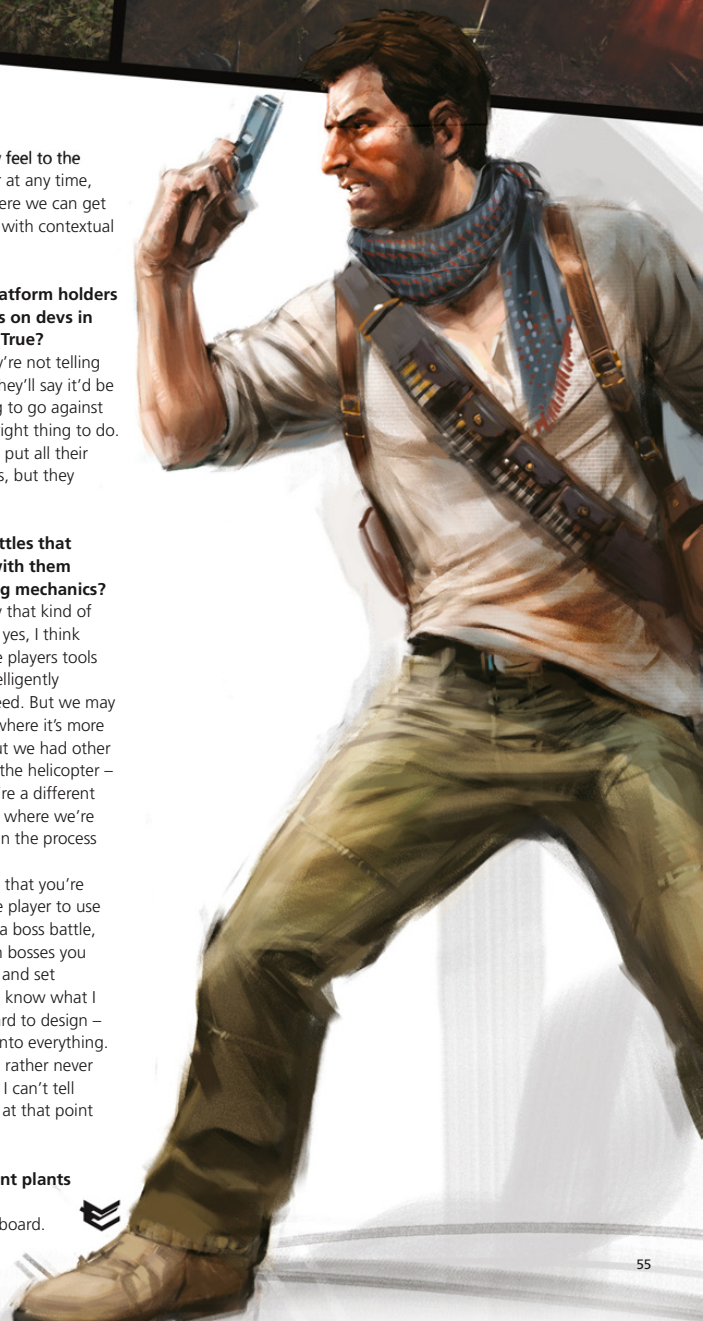 feel to the
at any time,
ere we can get
with contextual
atform holders
s on devs in
True?
y're not telling
hey'll say it'd be
g to go against
right thing to do.
put all their
s, but they
ttles that
with them
g mechanics?
that kind of
yes, I think
e players tools
elligently
eed. But we may
where it's more
ut we had other
the helicopter –
're a different
where we're
n the process
that you're
e player to use
a boss battle,
n bosses you
and set
know what I
rd to design –
nto everything.
rather never
I can't tell
at that point
nt plants
board.
55